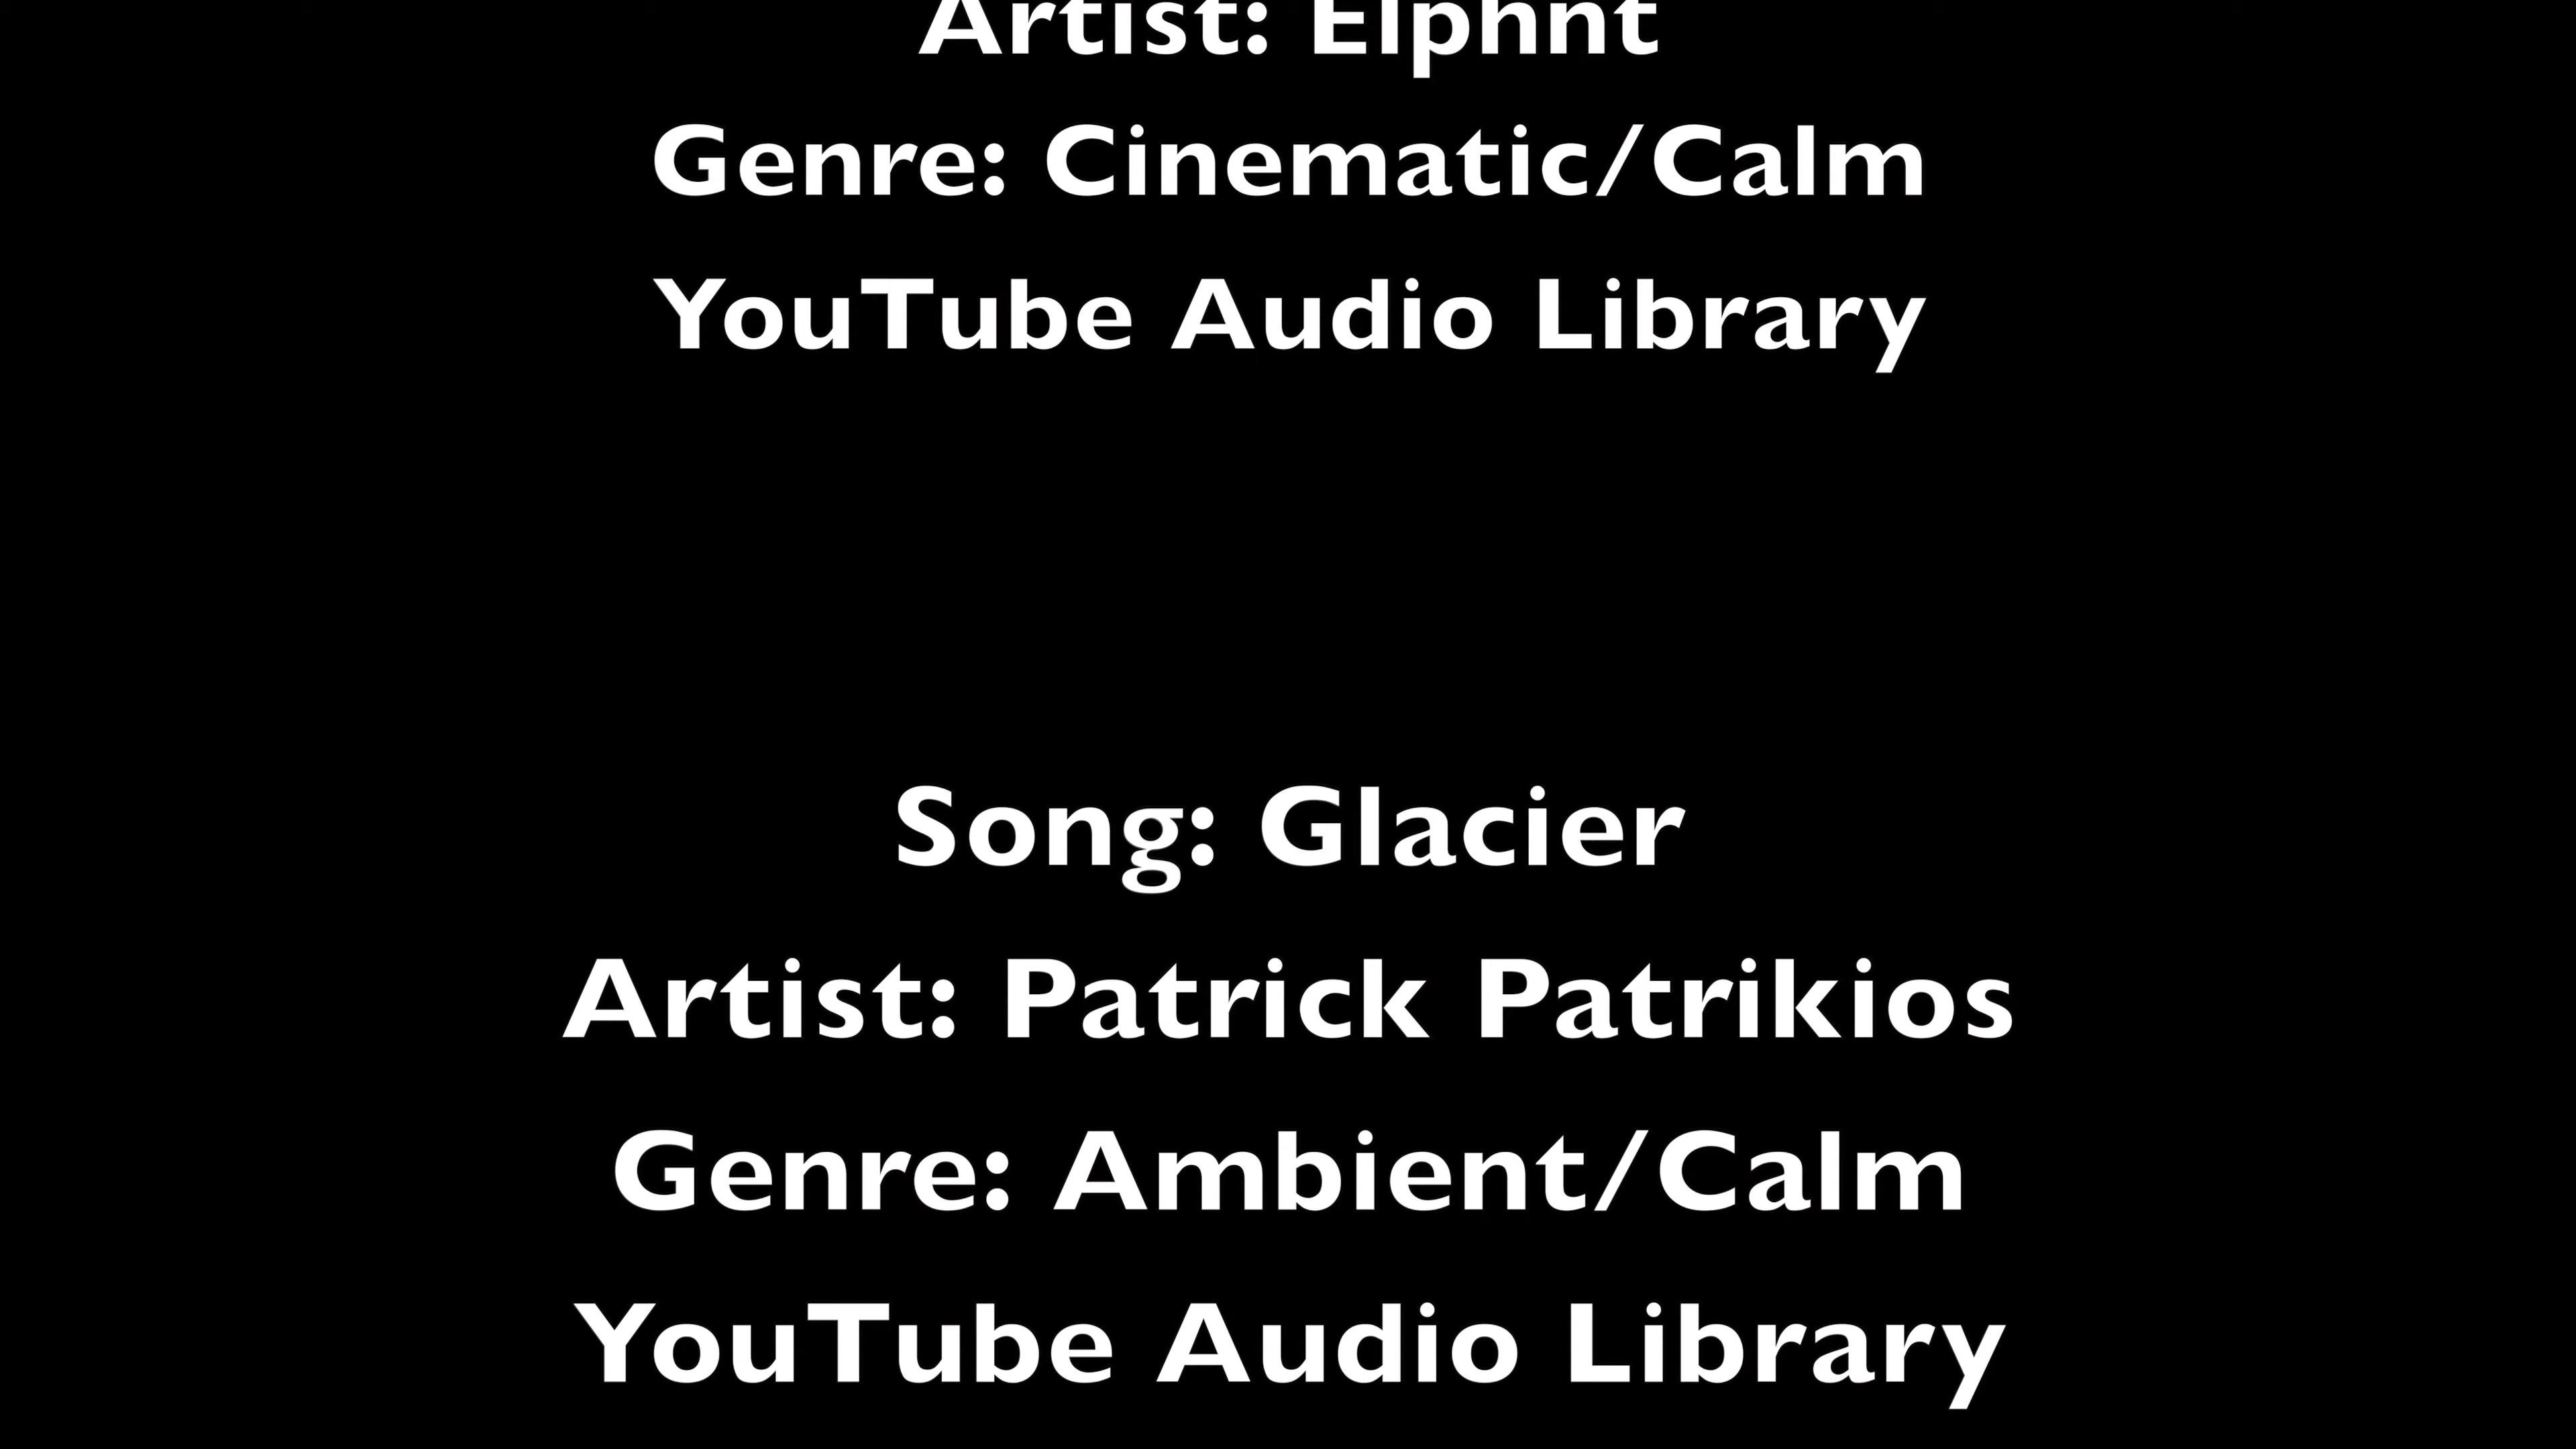 Artist: Elphnt
Genre: Cinematic/Calm
YouTube Audio Library
Song: Glacier
Artist: Patrick Patrikios
Genre: Ambient/Calm
YouTube Audio Library